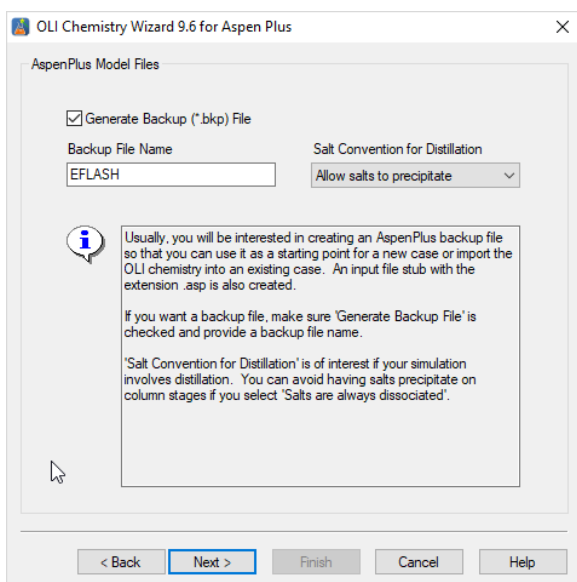 OLI Chemistry Wizard 9.6 for Aspen Plus
AspenPlus Model Files
Generate Backup (*.bkp) File
Backup File Name
Salt Convention for Distillation
EFLASH
Allow salts to precipitate
Usually, you will be interested in creating an AspenPlus backup file
so that you can use it as a starting point for a new case or import the
OLI chemistry into an existing case. An input file stub with the
extension .asp is also created.
If you want a backup file, make sure 'Generate Backup File' is
checked and provide a backup file name.
'Salt Convention for Distillation' is of interest if your simulation
involves distillation. You can avoid having salts precipitate on
column stages if you select 'Salts are always dissociated'.
< Back
Next >
Finish
Cancel
Help